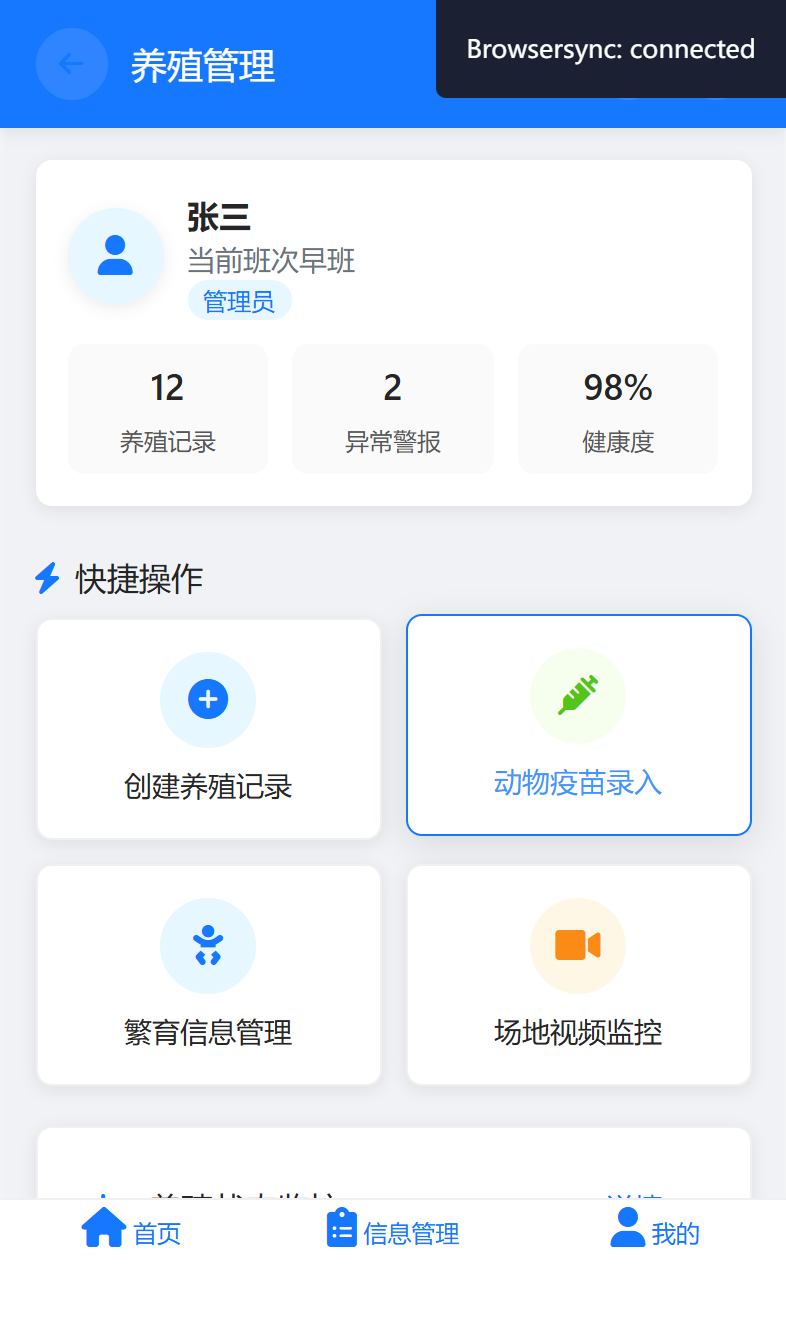 养殖管理
Browsersync: connected
张三
当前班次早班
管理员
12
2
98%
养殖记录
异常警报
健康度
快捷操作
创建养殖记录
动物疫苗录入
繁育信息管理
场地视频监控
首页
信息管理
我的